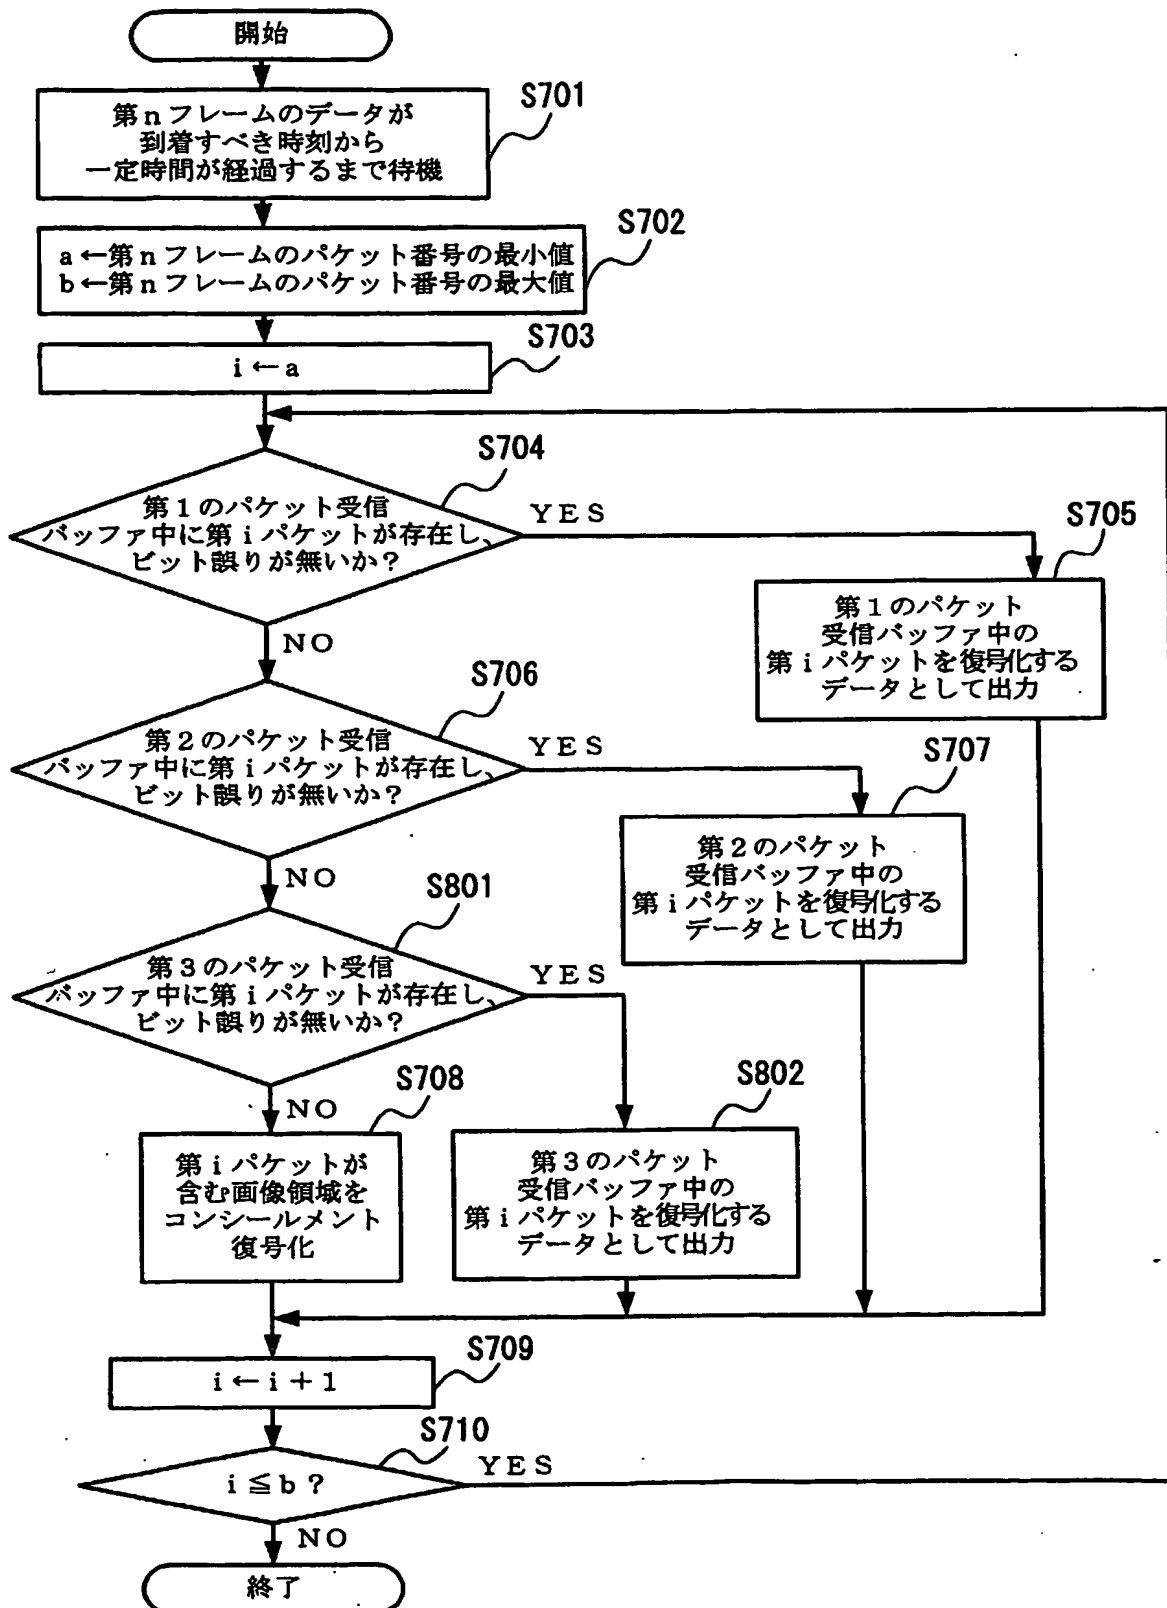 開始
S701
第nフレームのデータが
到着すべき時刻から
一定時間が経過するまで待機
S702
a←第nフレームのパケット番号の最小値
b←第nフレームのパケット番号の最大値
S703
i←a
S704
第1のパケット受信
バッファ中に第iパケットが存在し、
ビット誤りが無いか?
YES
NO
S705
第1のパケット
受信バッファ中の
第iパケットを復号化する
データとして出力
S706
第2のパケット受信
バッファ中に第iパケットが存在し、
ビット誤りが無いか?
YES
NO
S707
第2のパケット
受信バッファ中の
第iパケットを復号化する
データとして出力
S801
第3のパケット受信
バッファ中に第iパケットが存在し、
ビット誤りが無いか?
YES
NO
S708
第iパケットが
含む画像領域を
コンシールメント
復号化
S802
第3のパケット
受信バッファ中の
第iパケットを復号化する
データとして出力
S709
i←i+1
S710
i≦b?
YES
NO
終了